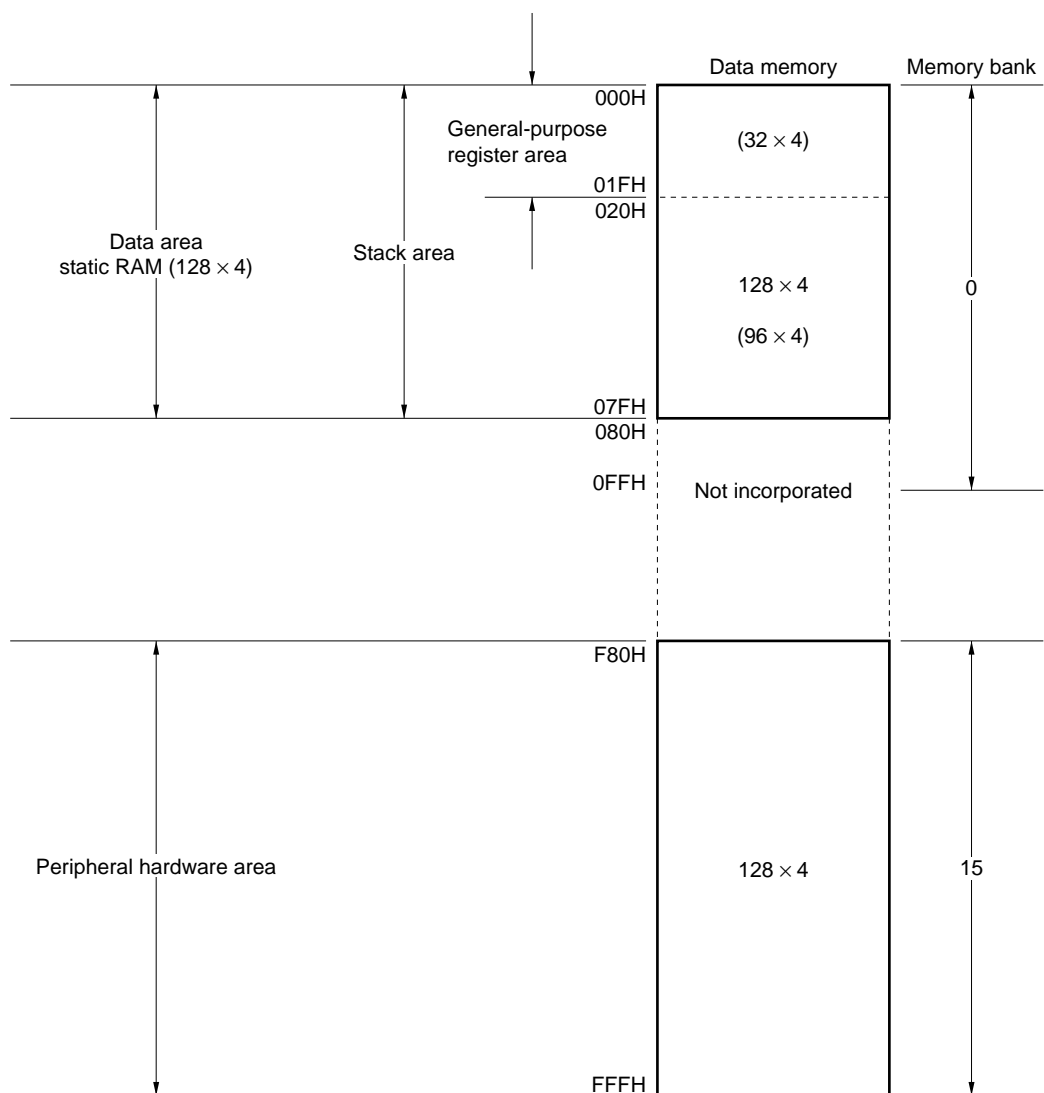 Data memory
Memory bank
000H
General-purpose
register area
(32 × 4)
01FH
020H
Data area
static RAM (128 × 4)
Stack area
128 × 4
0
(96 × 4)
07FH
080H
0FFH
Not incorporated
F80H
Peripheral hardware area
128 × 4
15
FFFH